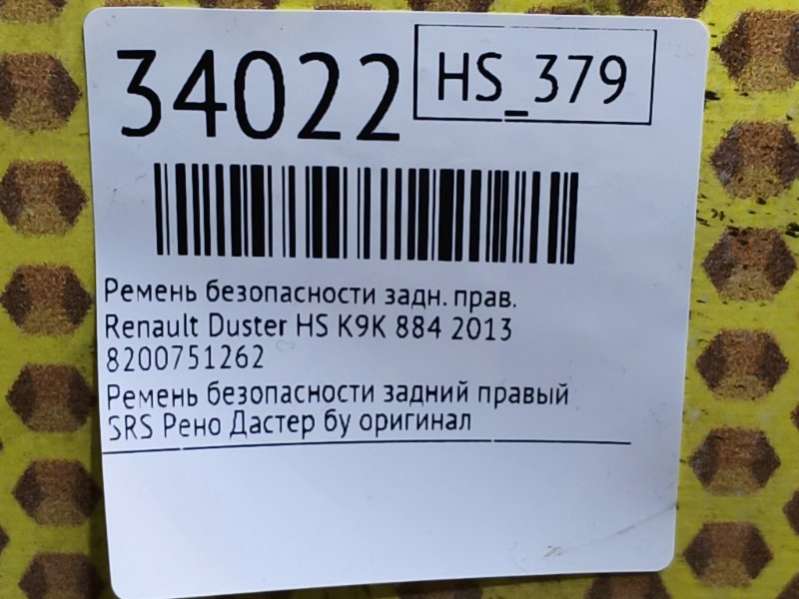 34022
HS_379
Ремень безопасности задн. прав.
Renault Duster HS K9K 884 2013
8200751262
Ремень безопасности задний правый
SRS Рено Дастер бу оригинал